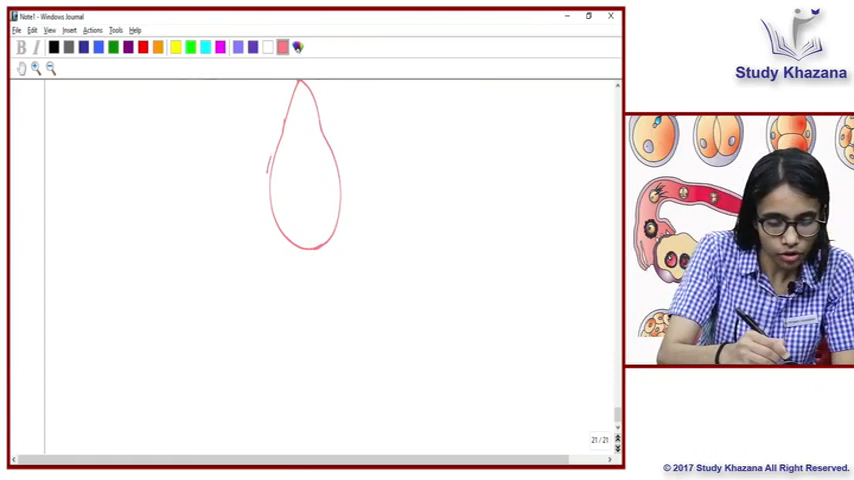 Note1 - Windows Journal
File Edit View Insert Actions Tools Help
B I
21 / 21
Study Khazana
© 2017 Study Khazana All Right Reserved.